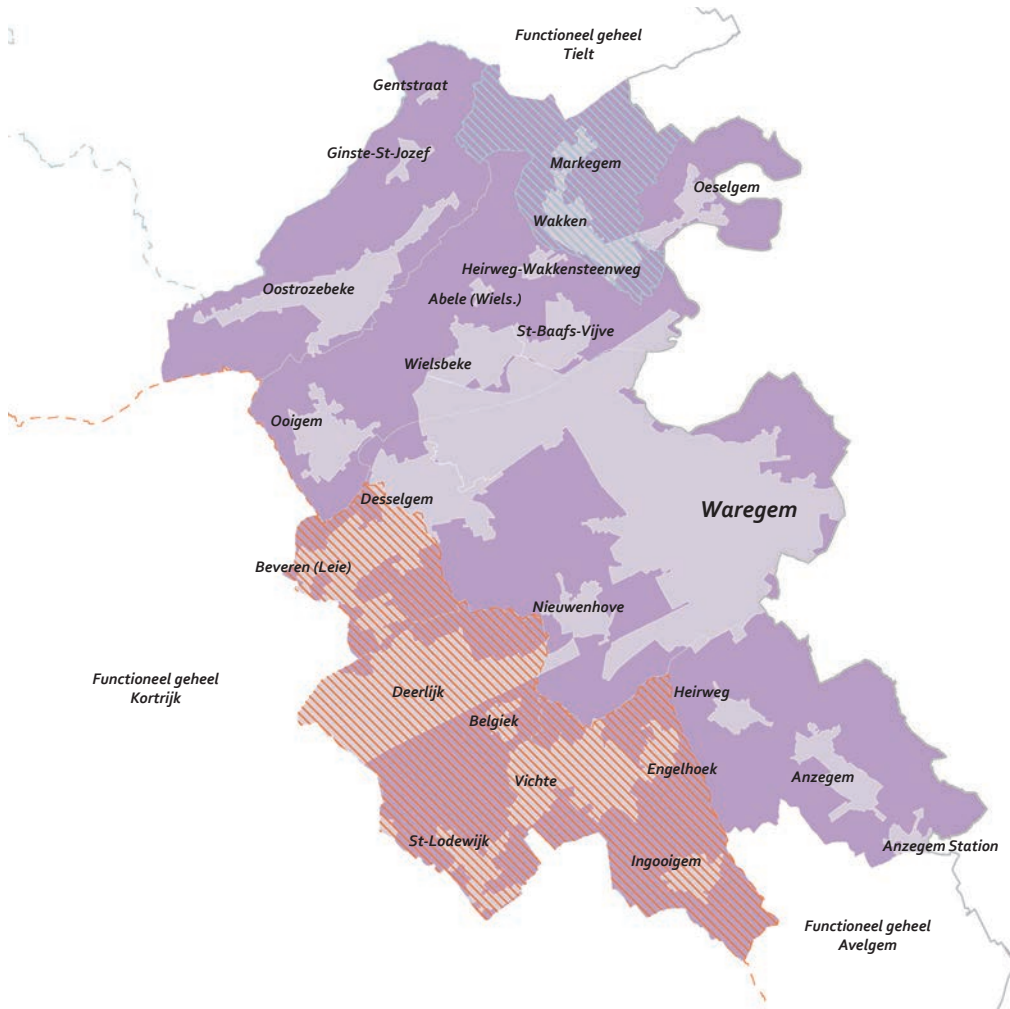 Functioneel geheel
Tielt
Gentstraat
Ginste-St-Jozef
Markegem
Oeselgem
Wakken
Heirweg-Wakkensteenweg
Oostrozebeke
Abele (Wiels.)
St-Baafs-Vijve
Wielsbeke
Ooigem
Desselgem
Waregem
Beveren (Leie)
Nieuwenhove
Functioneel geheel
Kortrijk
Deerlijk
Heirweg
Belgiek
Engelhoek
Vichte
Anzegem
St-Lodewijk
Anzegem Station
Ingooigem
Functioneel geheel
Avelgem